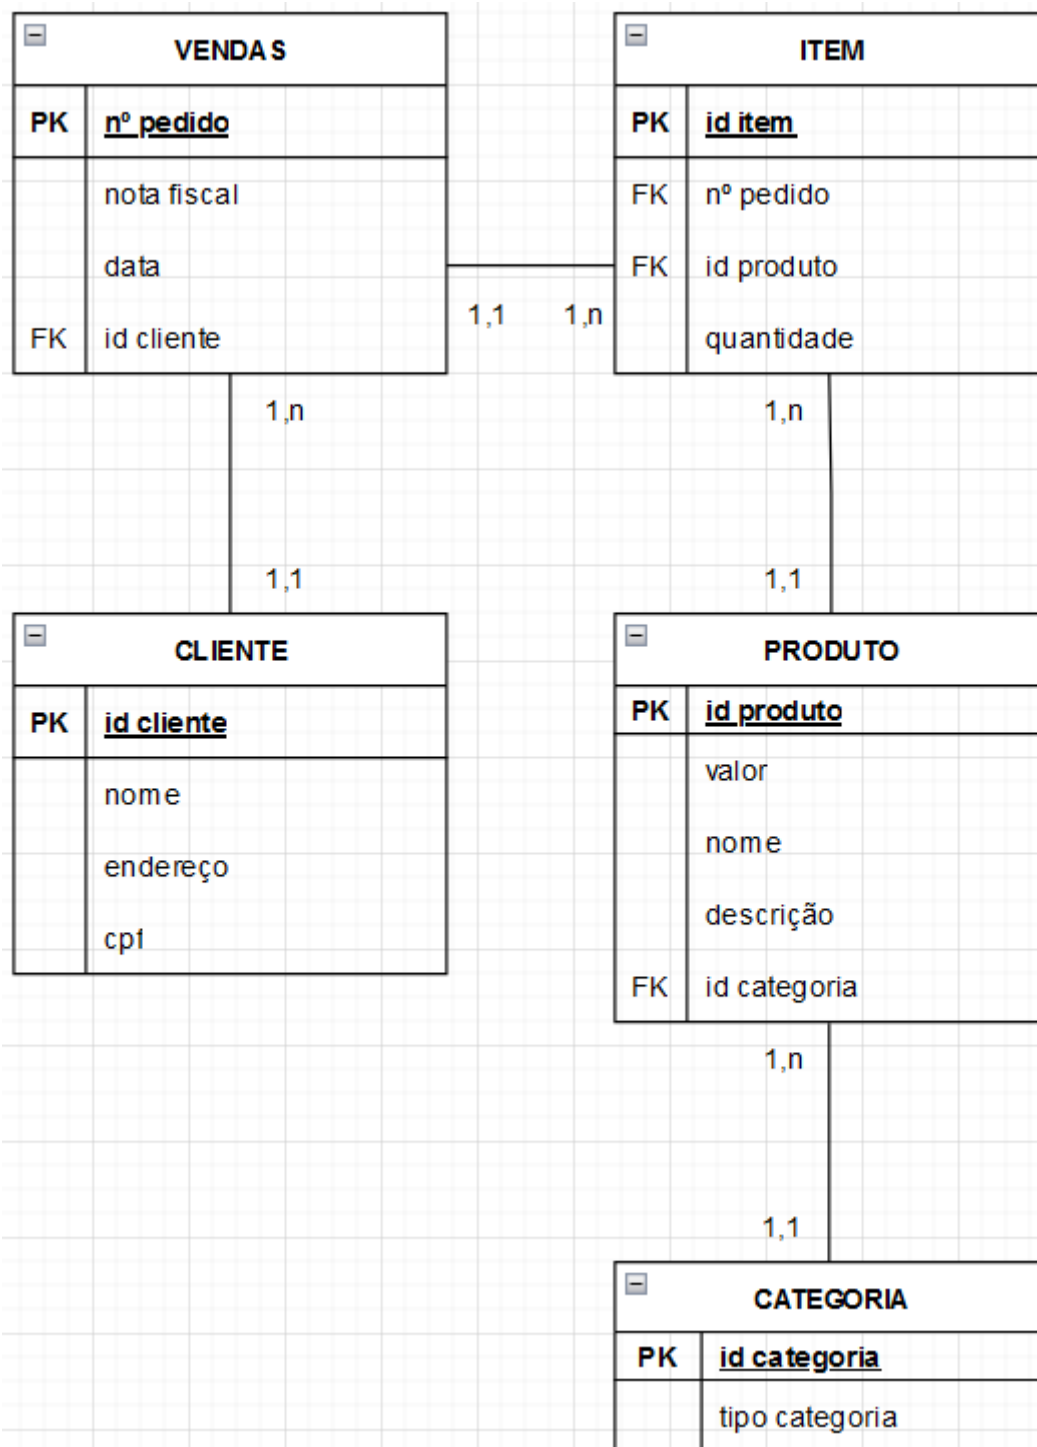 VENDAS
PK nº pedido
nota fiscal
data
FK id cliente
ITEM
PK id item
FK nº pedido
FK id produto
quantidade
1,1 1,n
1,n
1,1
1,n
1,1
CLIENTE
PK id cliente
nome
endereço
cpf
PRODUTO
PK id produto
valor
nome
descrição
FK id categoria
1,n
1,1
CATEGORIA
PK id categoria
tipo categoria